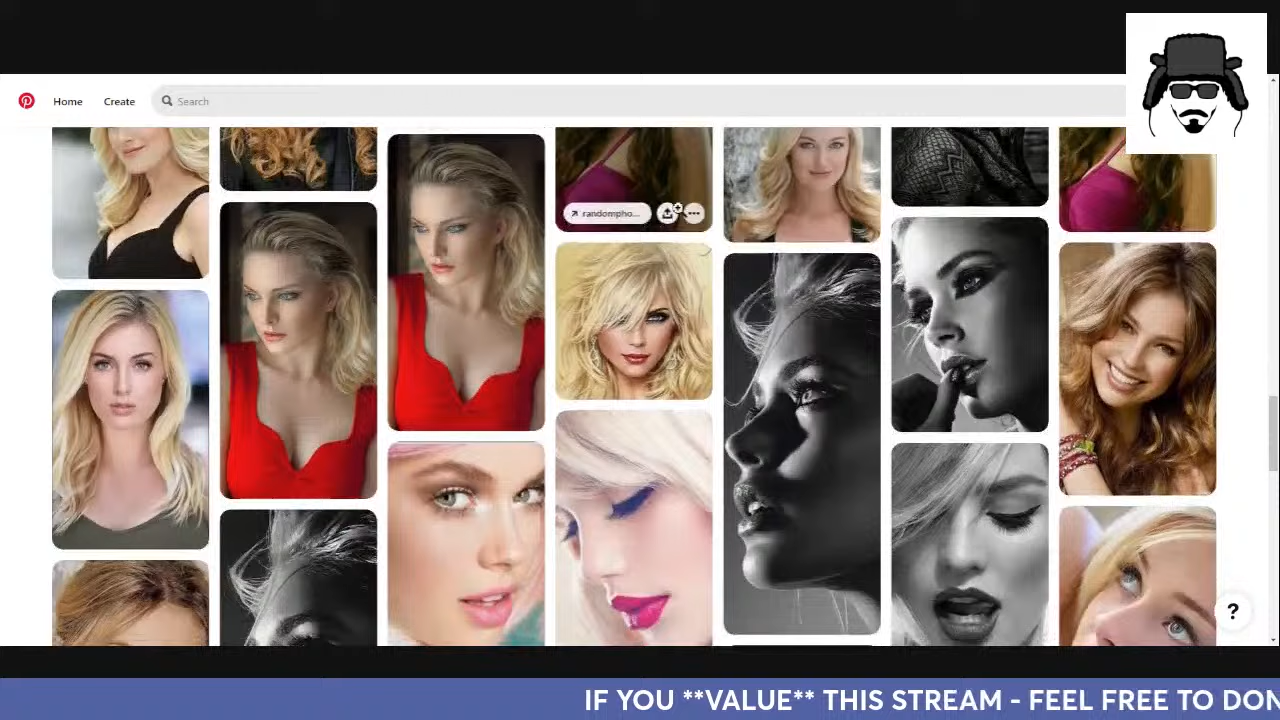 Home Create Search
randompho...
?
IF YOU **VALUE** THIS STREAM - FEEL FREE TO DON